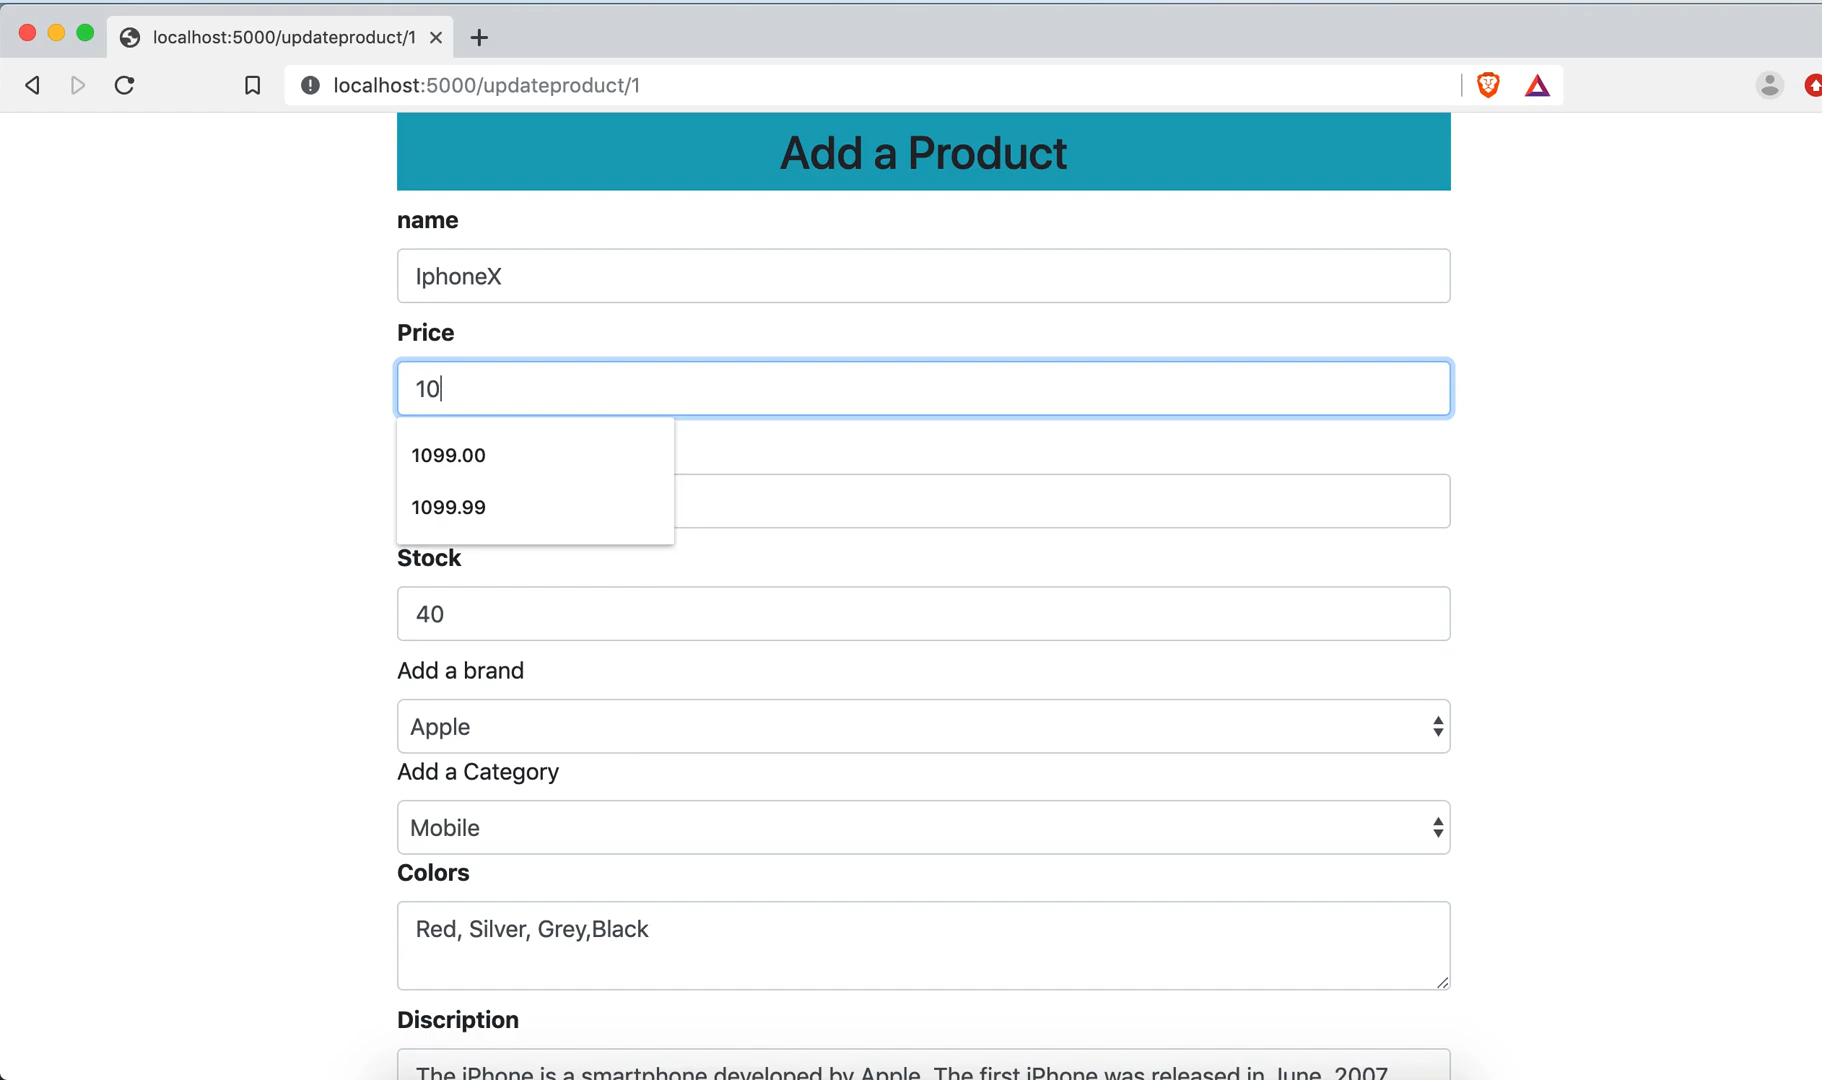 localhost:5000/updateproduct/1
localhost:5000/updateproduct/1
Add a Product
name
IphoneX
Price
10
1099.00
1099.99
Stock
40
Add a brand
Apple
Add a Category
Mobile
Colors
Red, Silver, Grey,Black
Discription
The iPhone is a smartphone developed by Apple. The first iPhone was released in June, 2007